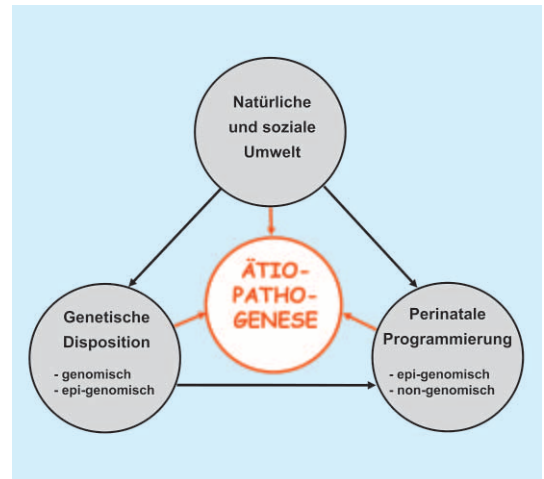 Natürliche
und soziale
Umwelt
ÄTIO-
PATHO-
GENESE
Genetische
Disposition
- genomisch
- epi-genomisch
Perinatale
Programmierung
- epi-genomisch
- non-genomisch